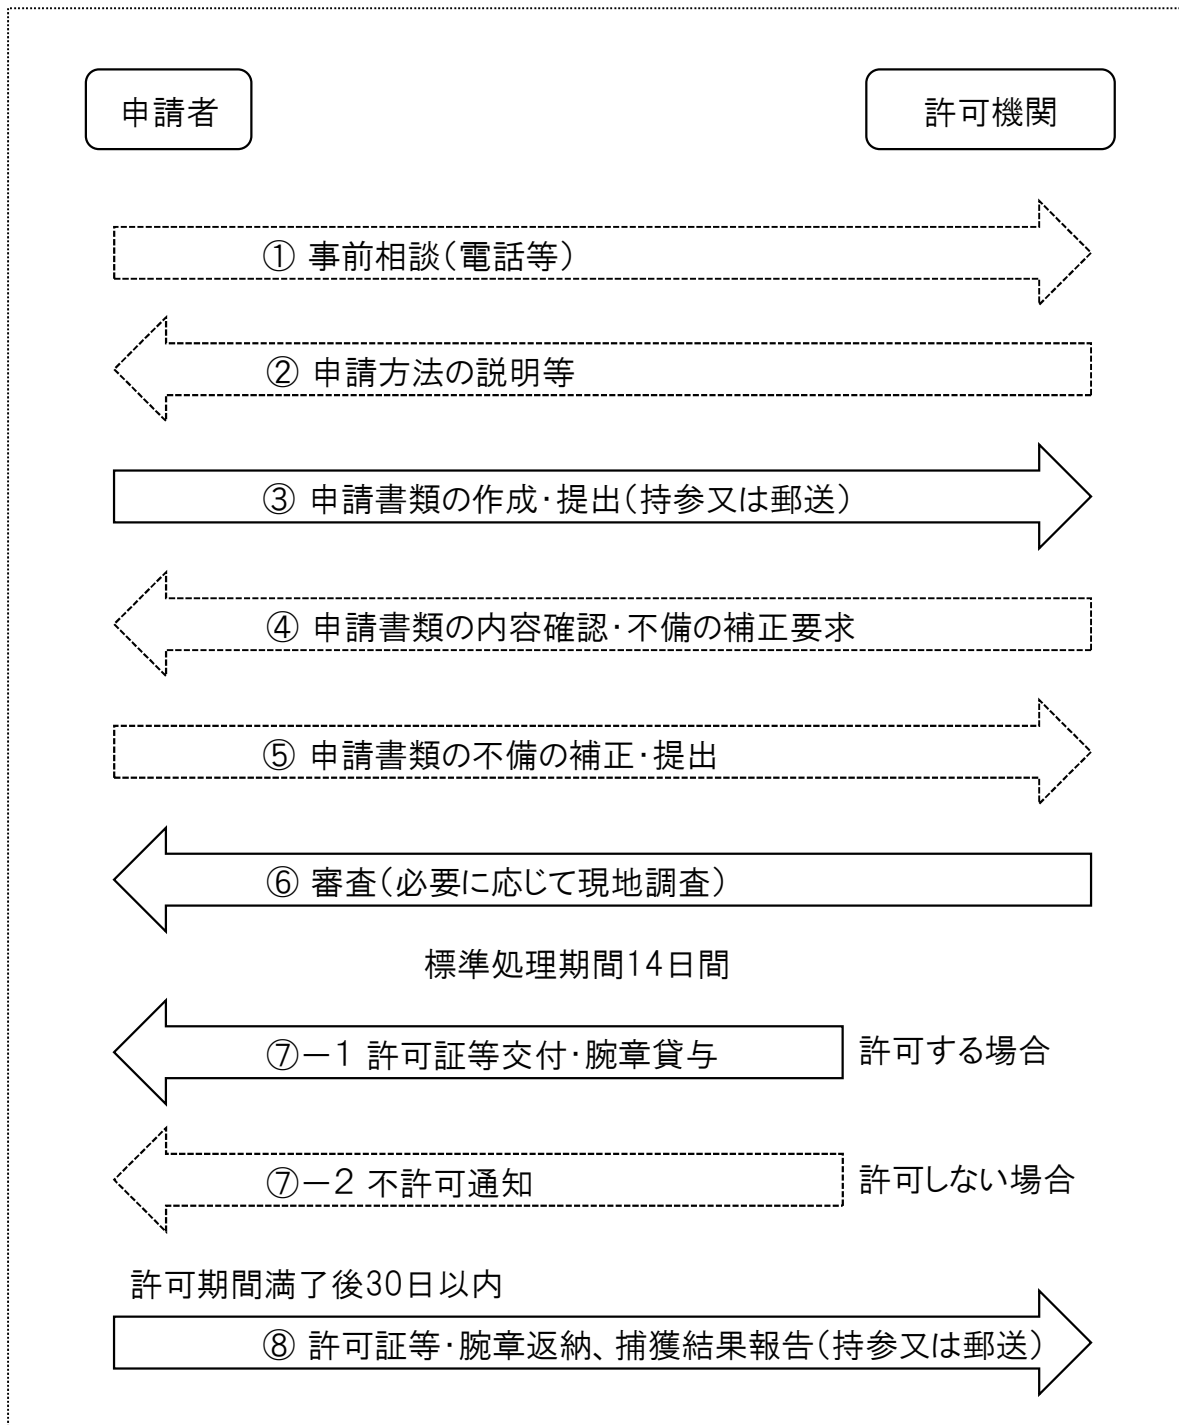 申請者
許可機関
① 事前相談（電話等）
② 申請方法の説明等
③ 申請書類の作成・提出（持参又は郵送）
④ 申請書類の内容確認・不備の補正要求
⑤ 申請書類の不備の補正・提出
⑥ 審査（必要に応じて現地調査）
標準処理期間14日間
⑦－1 許可証等交付・腕章貸与
許可する場合
⑦－2 不許可通知
許可しない場合
許可期間満了後30日以内
⑧ 許可証等・腕章返納、捕獲結果報告（持参又は郵送）